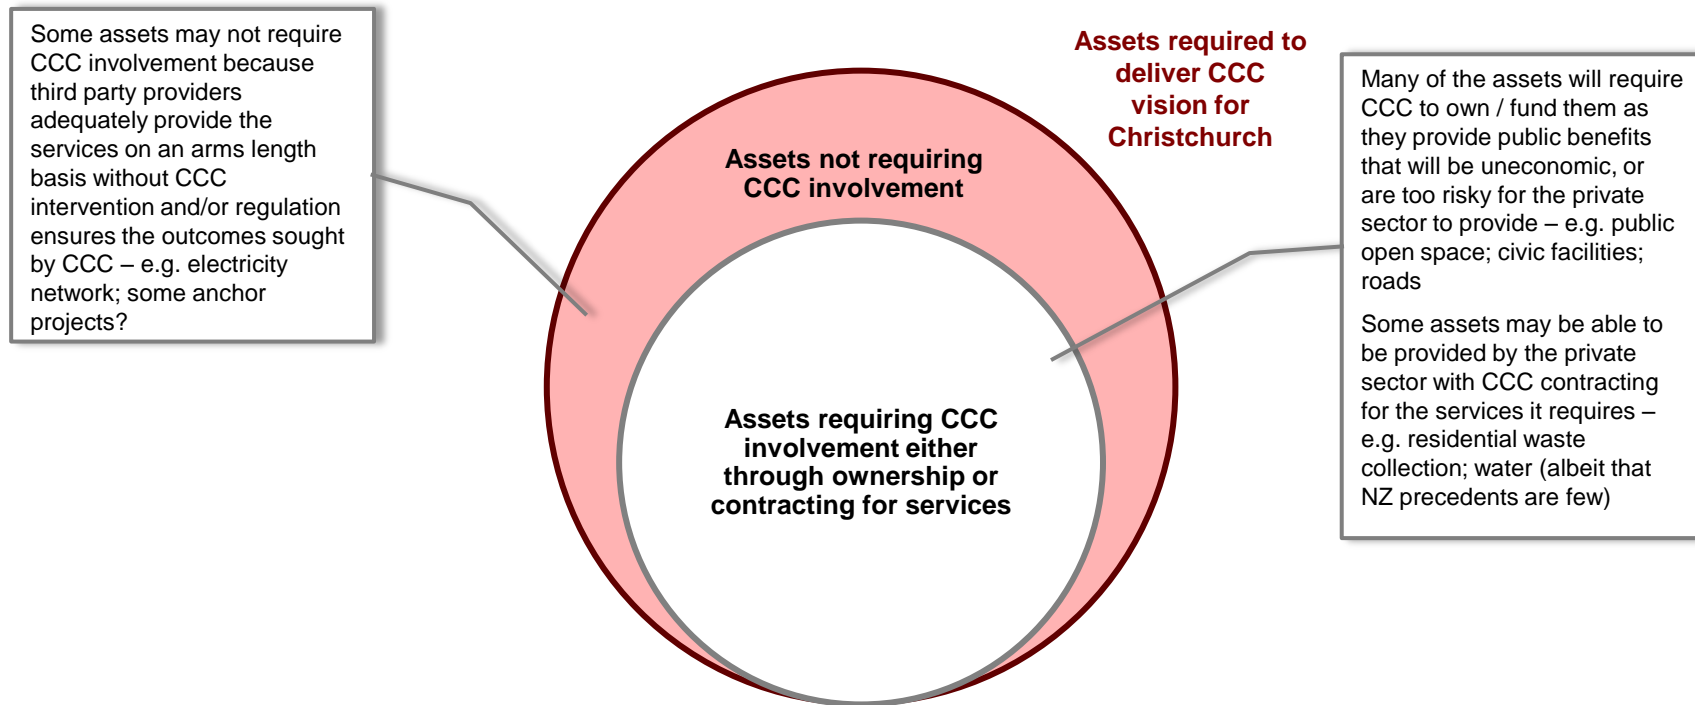 Some assets may not require
CCC involvement because
third party providers
adequately provide the
services on an arms length
basis without CCC
intervention and/or regulation
ensures the outcomes sought
by CCC – e.g. electricity
network; some anchor
projects?
Assets required to
deliver CCC
vision for
Christchurch
Assets not requiring
CCC involvement
Assets requiring CCC
involvement either
through ownership or
contracting for services
Many of the assets will require
CCC to own / fund them as
they provide public benefits
that will be uneconomic, or
are too risky for the private
sector to provide – e.g. public
open space; civic facilities;
roads
Some assets may be able to
be provided by the private
sector with CCC contracting
for the services it requires –
e.g. residential waste
collection; water (albeit that
NZ precedents are few)